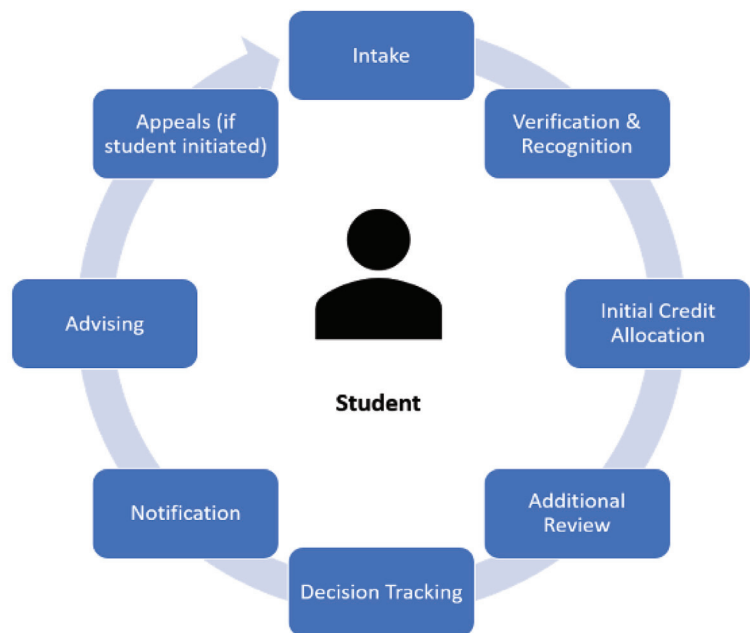 Intake
Verification &
Recognition
Initial Credit
Allocation
Additional
Review
Decision Tracking
Notification
Advising
Appeals (if
student initiated)
Student